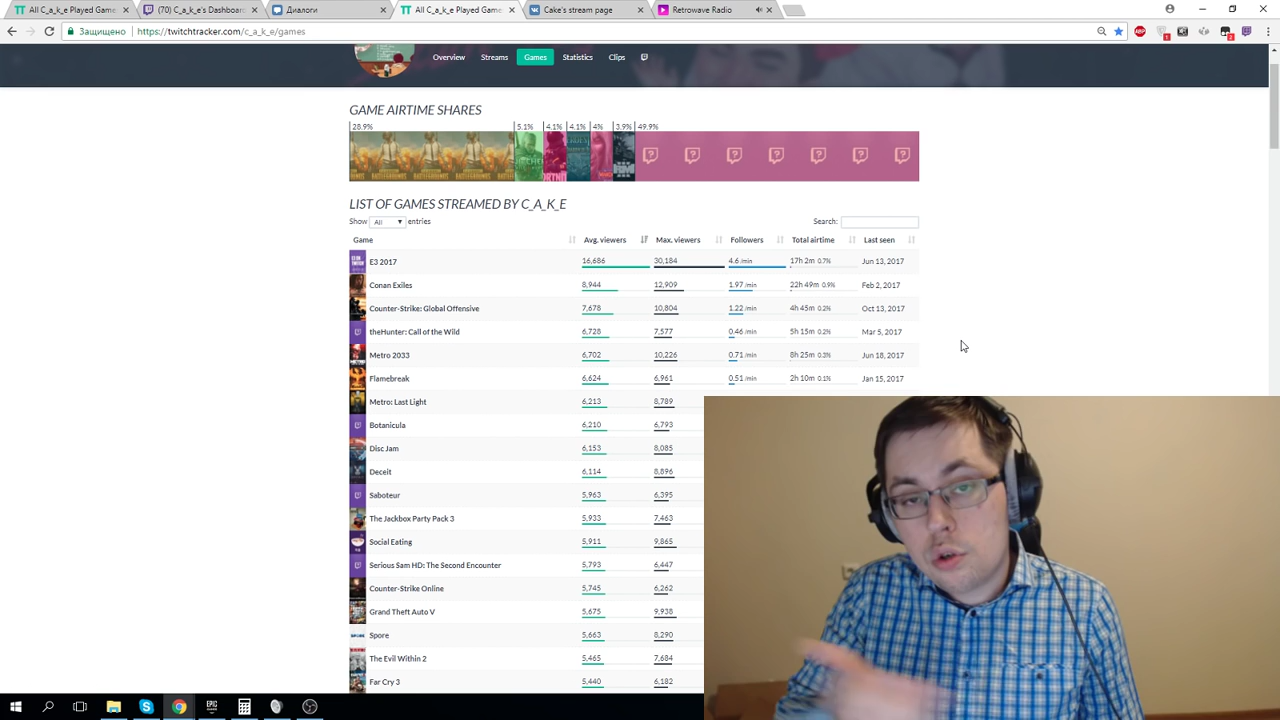 All C_a_k_e Played Game
(70) C_a_k_e's Dashboar
Диалоги
All C_a_k_e Played Game
Cake's stream page
Retrowave Radio
Защищено
https://twitchtracker.com/c_a_k_e/games
Overview Streams Games Statistics Clips
GAME AIRTIME SHARES
28.9% 5.1% 4.1% 4.1% 4% 3.9% 49.9%
LIST OF GAMES STREAMED BY C_A_K_E
Show All entries Search:
Game Avg. viewers Max. viewers Followers Total airtime Last seen
E3 2017 16,686 30,184 4.6 /min 17h 2m 0.7% Jun 13, 2017
Conan Exiles 8,944 12,909 1.97 /min 22h 49m 0.9% Feb 2, 2017
Counter-Strike: Global Offensive 7,678 10,804 1.22 /min 4h 45m 0.2% Oct 13, 2017
theHunter: Call of the Wild 6,728 7,577 0.46 /min 5h 15m 0.2% Mar 5, 2017
Metro 2033 6,702 10,226 0.71 /min 8h 25m 0.3% Jun 18, 2017
Flamebreak 6,624 6,961 0.51 /min 2h 10m 0.1% Jan 15, 2017
Metro: Last Light 6,213 8,789
Botanicula 6,210 6,793
Disc Jam 6,153 8,085
Deceit 6,114 8,896
Saboteur 5,963 6,395
The Jackbox Party Pack 3 5,933 7,463
Social Eating 5,911 9,865
Serious Sam HD: The Second Encounter 5,793 6,447
Counter-Strike Online 5,745 6,262
Grand Theft Auto V 5,675 9,938
Spore 5,663 8,290
The Evil Within 2 5,465 7,684
Far Cry 3 5,440 6,182